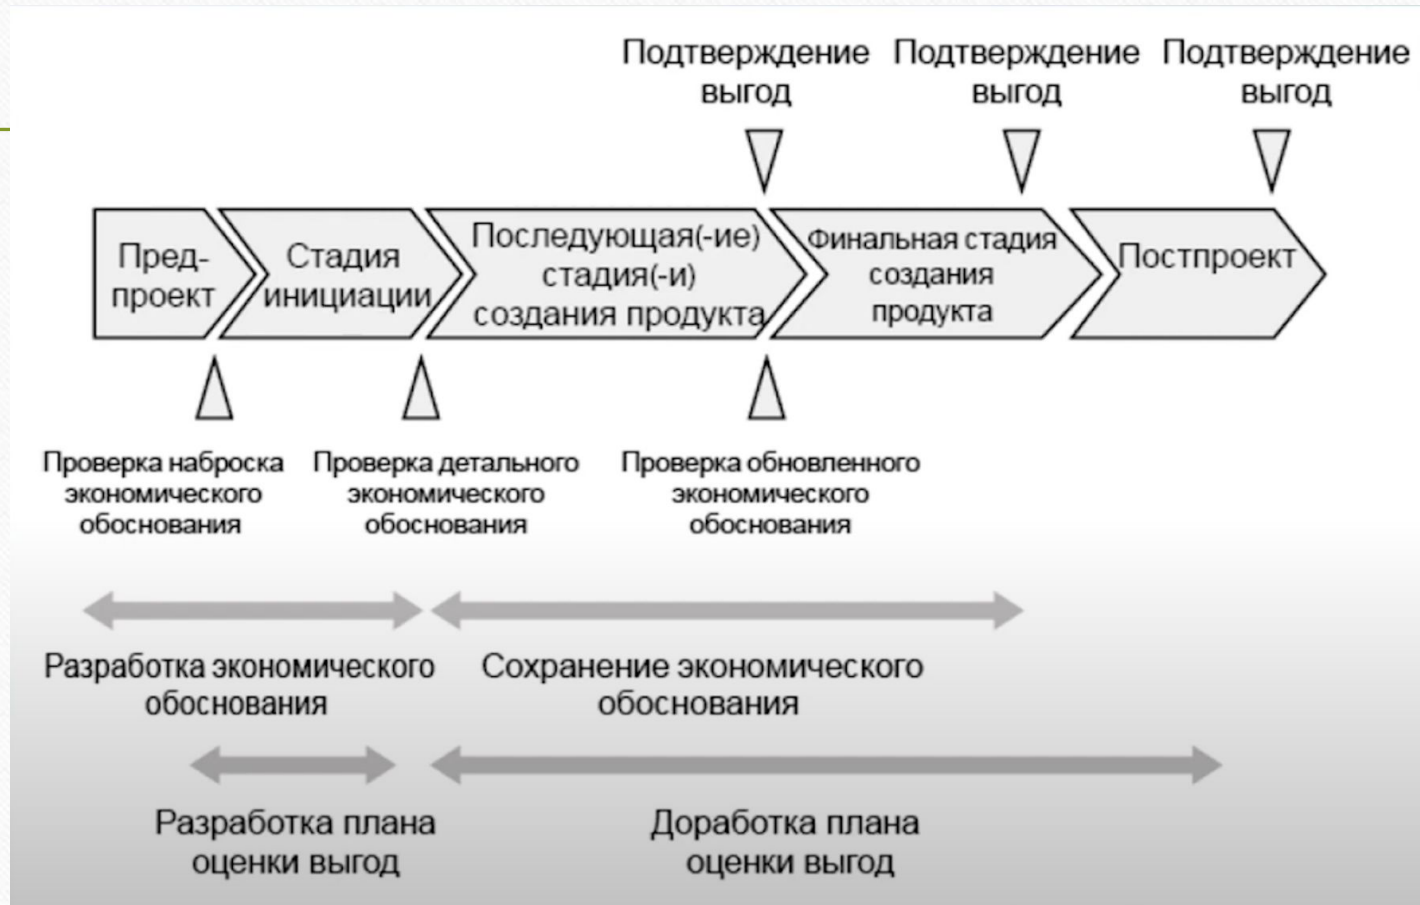 Подтверждение
выгод
Подтверждение
выгод
Подтверждение
выгод
Пред-
проект
Стадия
инициации
Последующая(-ие)
стадия(-и)
создания продукта
Финальная стадия
создания
продукта
Постпроект
Проверка наброска
экономического
обоснования
Проверка детального
экономического
обоснования
Проверка обновленного
экономического
обоснования
Разработка экономического
обоснования
Сохранение экономического
обоснования
Разработка плана
оценки выгод
Доработка плана
оценки выгод